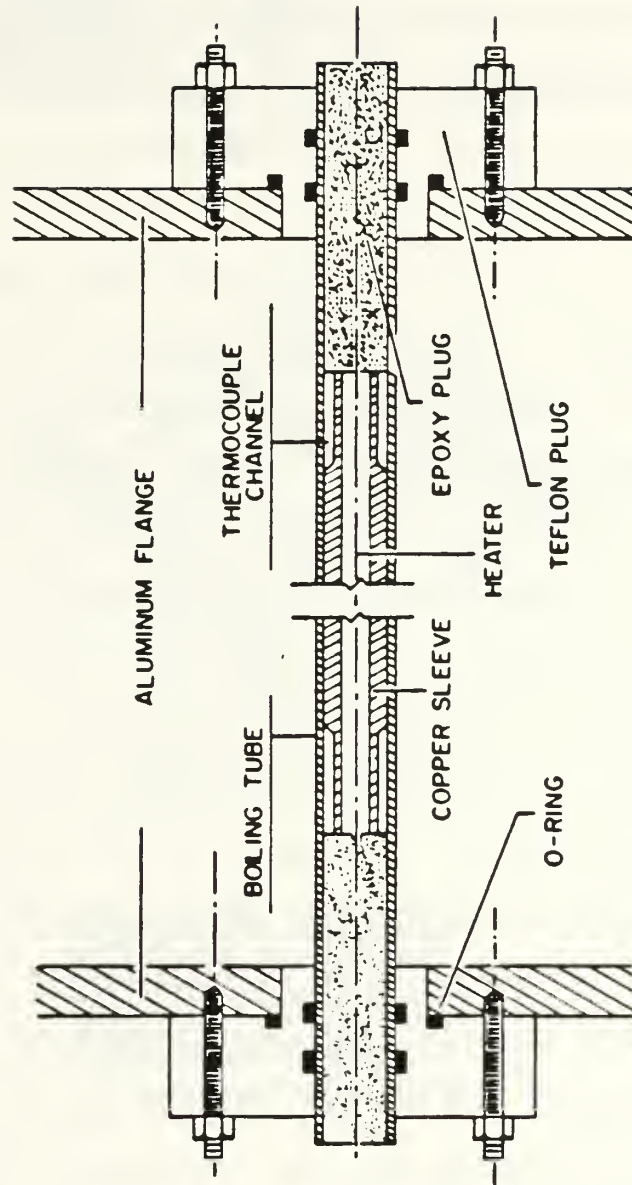 ALUMINUM FLANGE
BOILING TUBE
THERMOCOUPLE
CHANNEL
COPPER SLEEVE
EPOXY PLUG
HEATER
O-RING
TEFLON PLUG